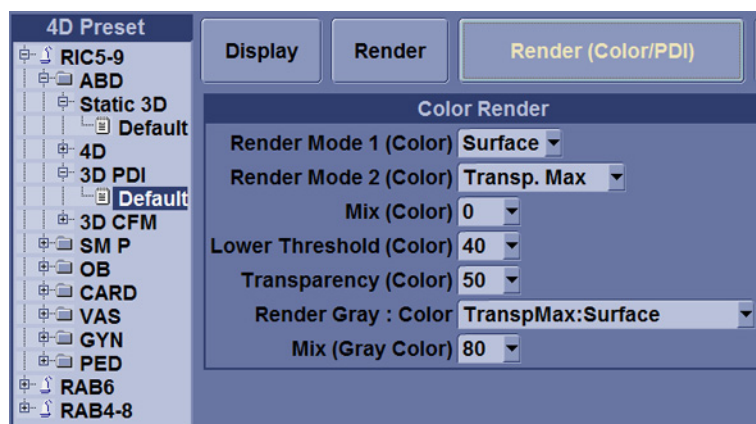 4D Preset
RIC5-9
ABD
Static 3D
Default
4D
3D PDI
Default
3D CFM
SM P
OB
CARD
VAS
GYN
PED
RAB6
RAB4-8
Display
Render
Render (Color/PDI)
Color Render
Render Mode 1 (Color) Surface
Render Mode 2 (Color) Transp. Max
Mix (Color) 0
Lower Threshold (Color) 40
Transparency (Color) 50
Render Gray : Color TranspMax:Surface
Mix (Gray Color) 80